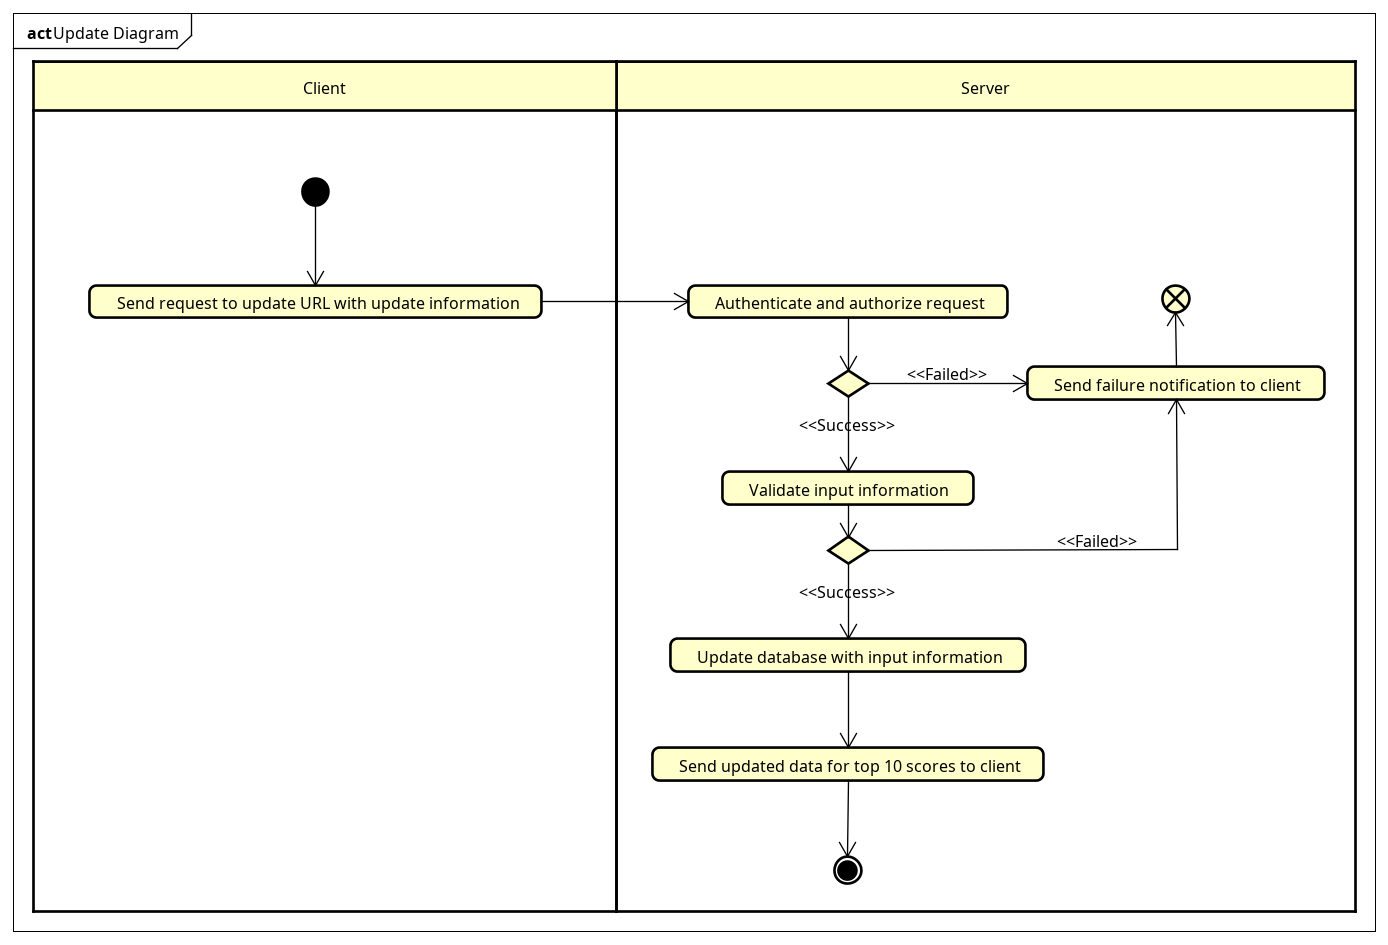 act Update Diagram
Client
Server
Send request to update URL with update information
Authenticate and authorize request
<<Failed>>
Send failure notification to client
<<Success>>
Validate input information
<<Failed>>
<<Success>>
Update database with input information
Send updated data for top 10 scores to client